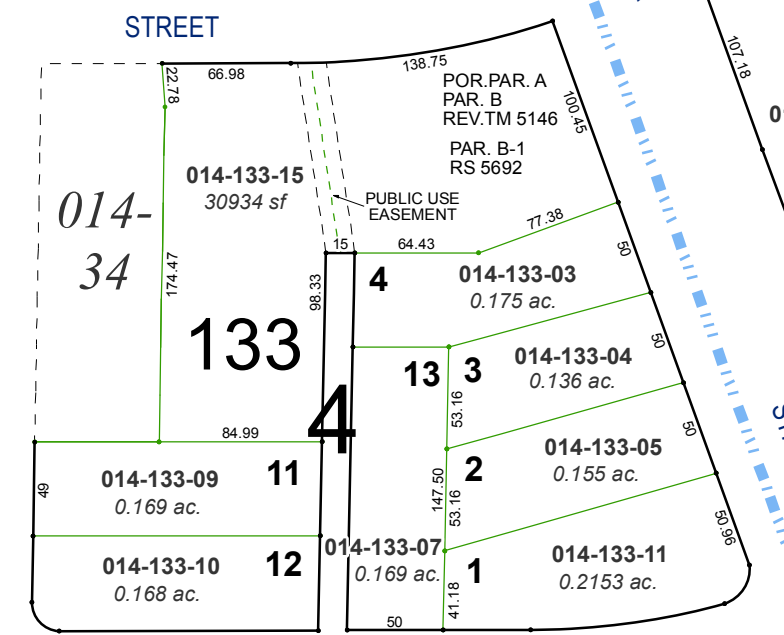 STREET
66.98
138.75
22.78
POR.PAR. A
PAR. B
REV.TM 5146
PAR. B-1
RS 5692
100.45
107.18
014-133-15
30934 sf
PUBLIC USE
EASEMENT
014-
34
174.47
15
64.43
77.38
98.33
4
014-133-03
0.175 ac.
50
133
4
13
3
014-133-04
0.136 ac.
50
53.16
84.99
014-133-09
0.169 ac.
11
49
2
014-133-05
0.155 ac.
50
147.50
53.16
014-133-10
0.168 ac.
12
014-133-07
0.169 ac.
1
014-133-11
0.2153 ac.
50.96
41.18
50